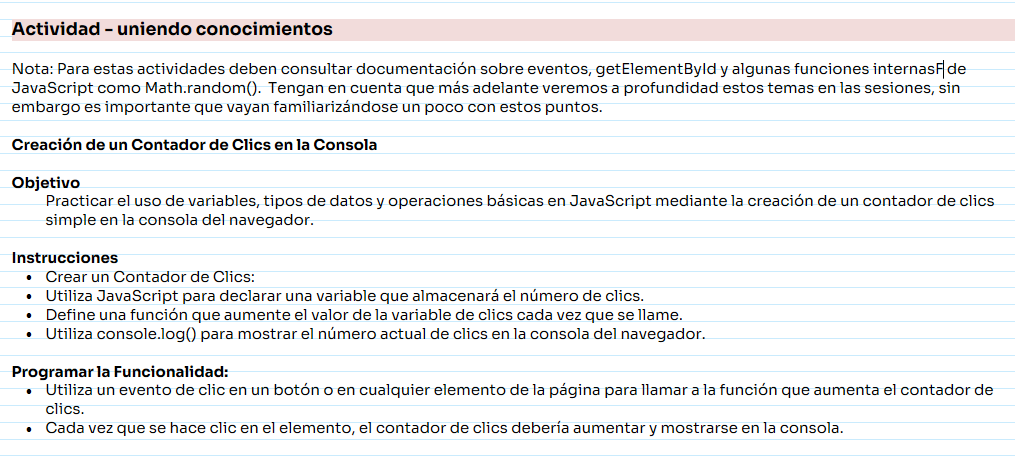 Actividad – uniendo conocimientos
Nota: Para estas actividades deben consultar documentación sobre eventos, getElementById y algunas funciones internasF de
JavaScript como Math.random().  Tengan en cuenta que más adelante veremos a profundidad estos temas en las sesiones, sin
embargo es importante que vayan familiarizándose un poco con estos puntos.
Creación de un Contador de Clics en la Consola
Objetivo
Practicar el uso de variables, tipos de datos y operaciones básicas en JavaScript mediante la creación de un contador de clics
simple en la consola del navegador.
Instrucciones
• Crear un Contador de Clics:
• Utiliza JavaScript para declarar una variable que almacenará el número de clics.
• Define una función que aumente el valor de la variable de clics cada vez que se llame.
• Utiliza console.log() para mostrar el número actual de clics en la consola del navegador.
Programar la Funcionalidad:
• Utiliza un evento de clic en un botón o en cualquier elemento de la página para llamar a la función que aumenta el contador de
clics.
• Cada vez que se hace clic en el elemento, el contador de clics debería aumentar y mostrarse en la consola.